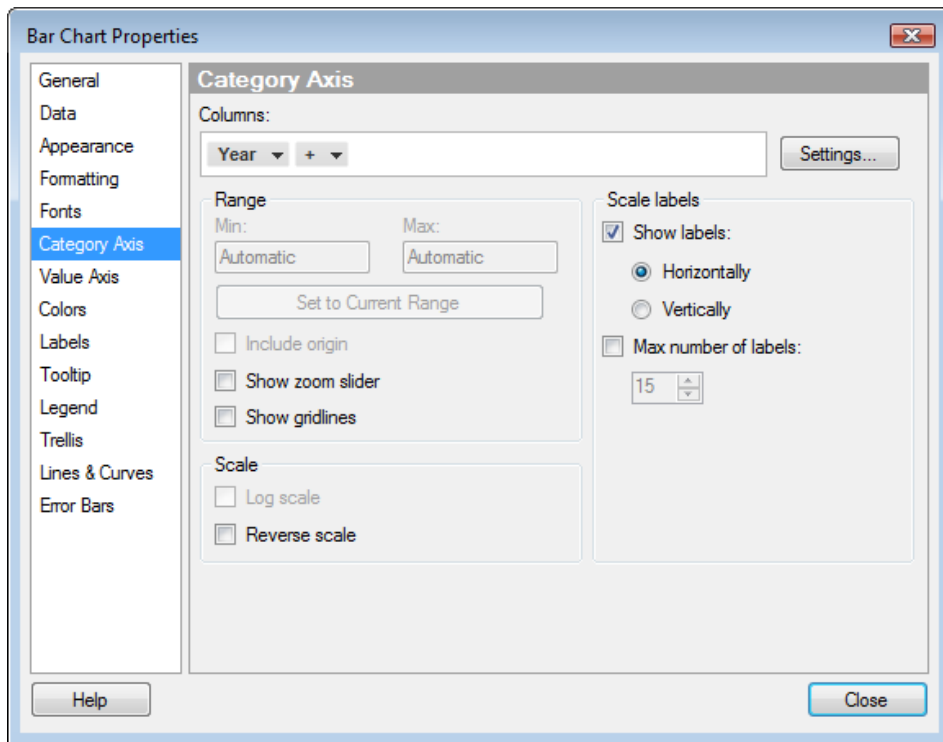 Bar Chart Properties
General
Data
Appearance
Formatting
Fonts
Category Axis
Value Axis
Colors
Labels
Tooltip
Legend
Trellis
Lines & Curves
Error Bars
Category Axis
Columns:
Year +
Settings...
Range
Min: Max:
Automatic Automatic
Set to Current Range
Include origin
Show zoom slider
Show gridlines
Scale
Log scale
Reverse scale
Scale labels
Show labels:
Horizontally
Vertically
Max number of labels:
15
Help Close